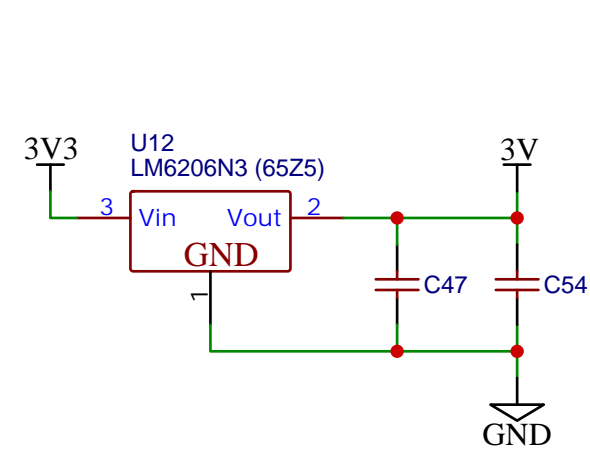 U12
LM6206N3 (65Z5)
3V3
3V
3
Vin
Vout
2
GND
1
C47
C54
GND